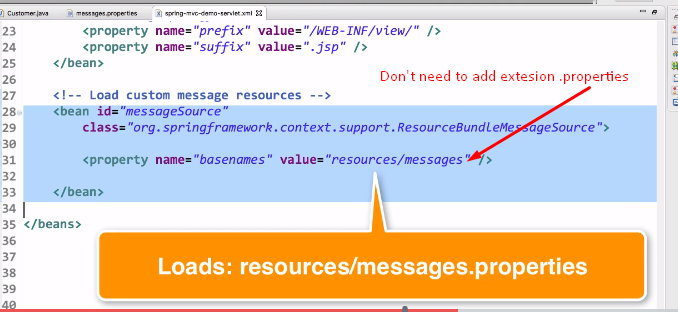 Customer.java messages.properties spring-mvc-demo-servlet.xml
23 <property name="prefix" value="/WEB-INF/view/" />
24 <property name="suffix" value=".jsp" />
25 </bean>
26
Don't need to add extesion .properties
27 <!-- Load custom message resources -->
28 <bean id="messageSource"
29 class="org.springframework.context.support.ResourceBundleMessageSource">
30
31 <property name="basenames" value="resources/messages" />
32
33 </bean>
34
35 </beans>
36
37
Loads: resources/messages.properties
38
39
40